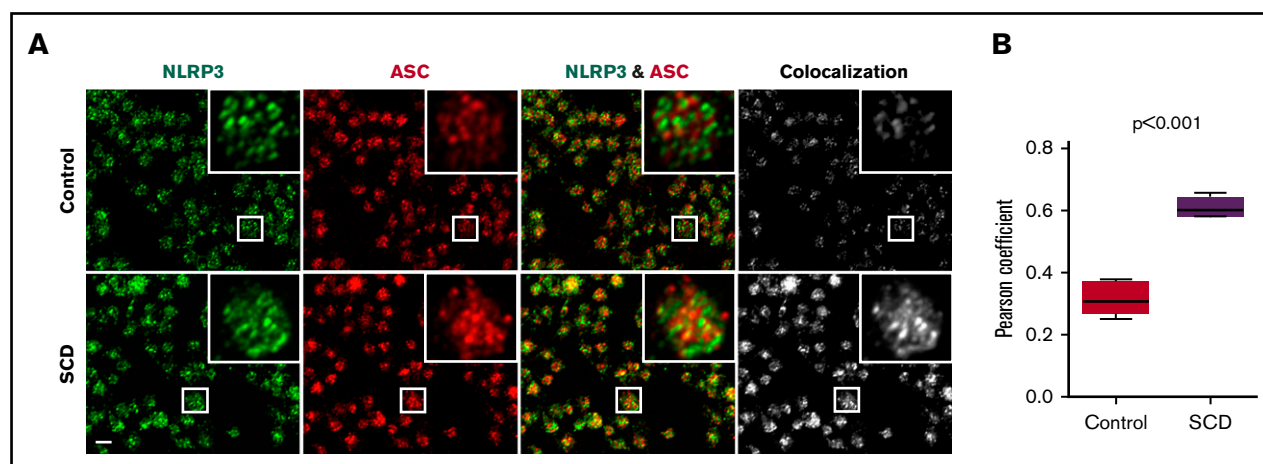 A
NLRP3
ASC
NLRP3 & ASC
Colocalization
Control
SCD
B
p<0.001
Pearson coefficient
0.8
0.6
0.4
0.2
0.0
Control
SCD